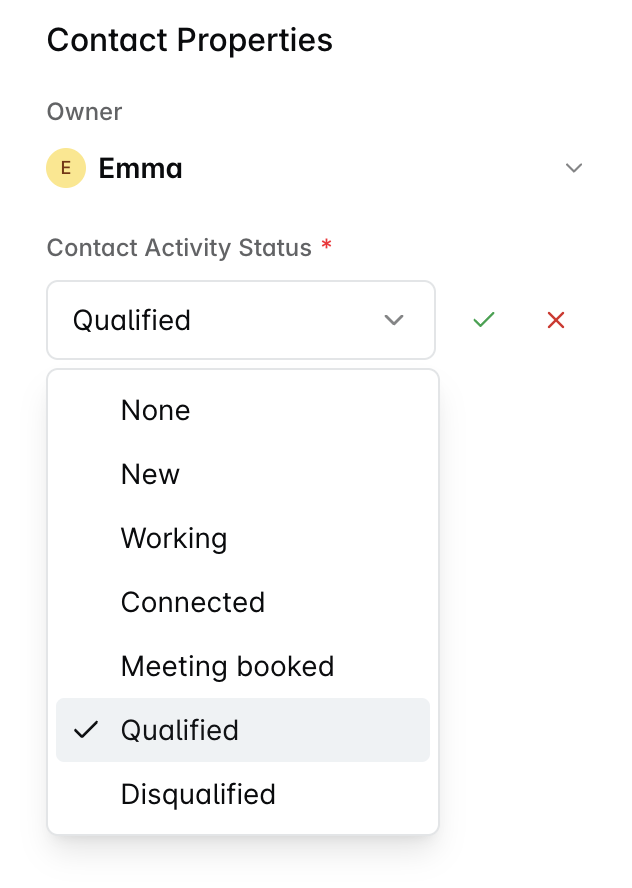 Contact Properties
Owner
E Emma
Contact Activity Status *
Qualified
None
New
Working
Connected
Meeting booked
Qualified
Disqualified